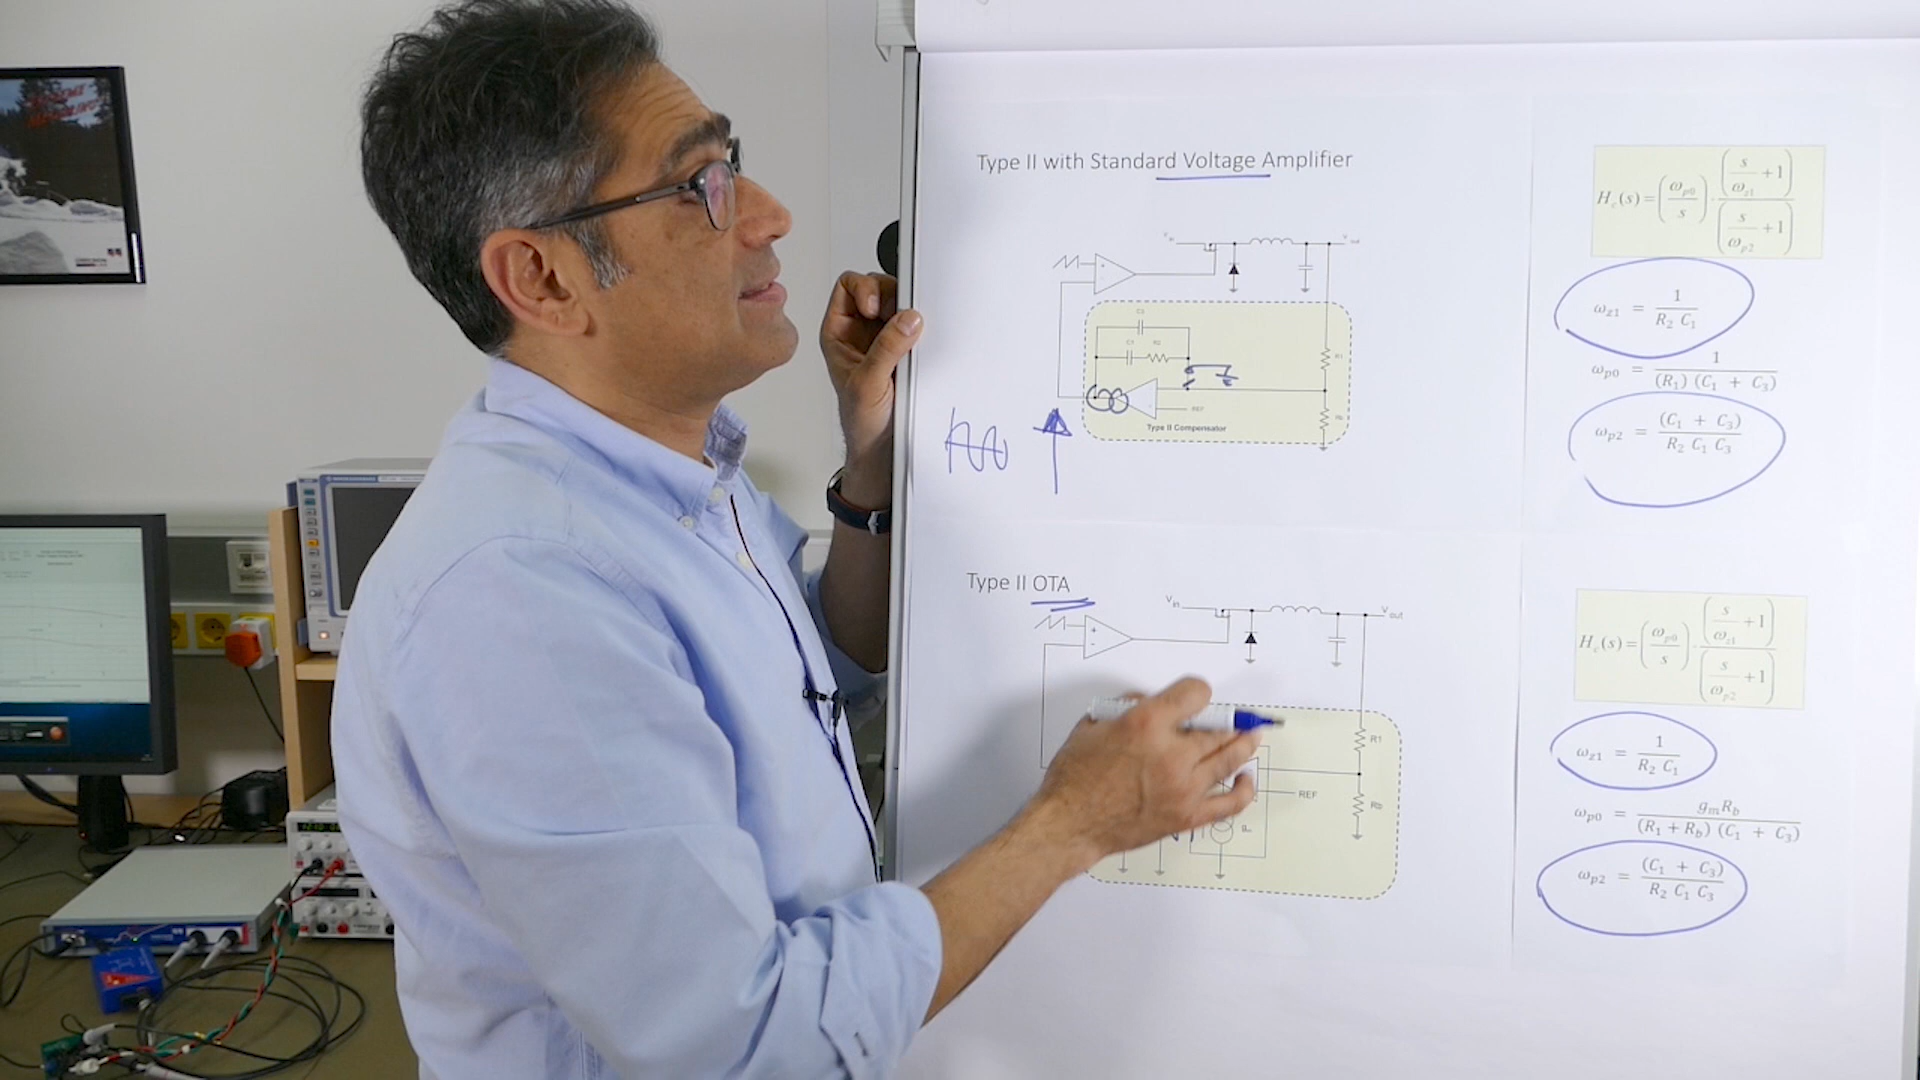 Type II with Standard Voltage Amplifier
H_c(s) = (ω_p0 / s) · (s/ω_z1 + 1) / (s/ω_p2 + 1)
V_in
V_out
+
-
ω_z1 = 1 / (R_2 C_1)
C3
C1 R2
R1
ω_p0 = 1 / ((R_1) (C_1 + C_3))
REF
Rb
Type II Compensator
ω_p2 = (C_1 + C_3) / (R_2 C_1 C_3)
Type II OTA
V_in
V_out
+
-
H_c(s) = (ω_p0 / s) · (s/ω_z1 + 1) / (s/ω_p2 + 1)
R1
ω_z1 = 1 / (R_2 C_1)
REF
Rb
g_m
ω_p0 = g_m R_b / ((R_1 + R_b) (C_1 + C_3))
ω_p2 = (C_1 + C_3) / (R_2 C_1 C_3)